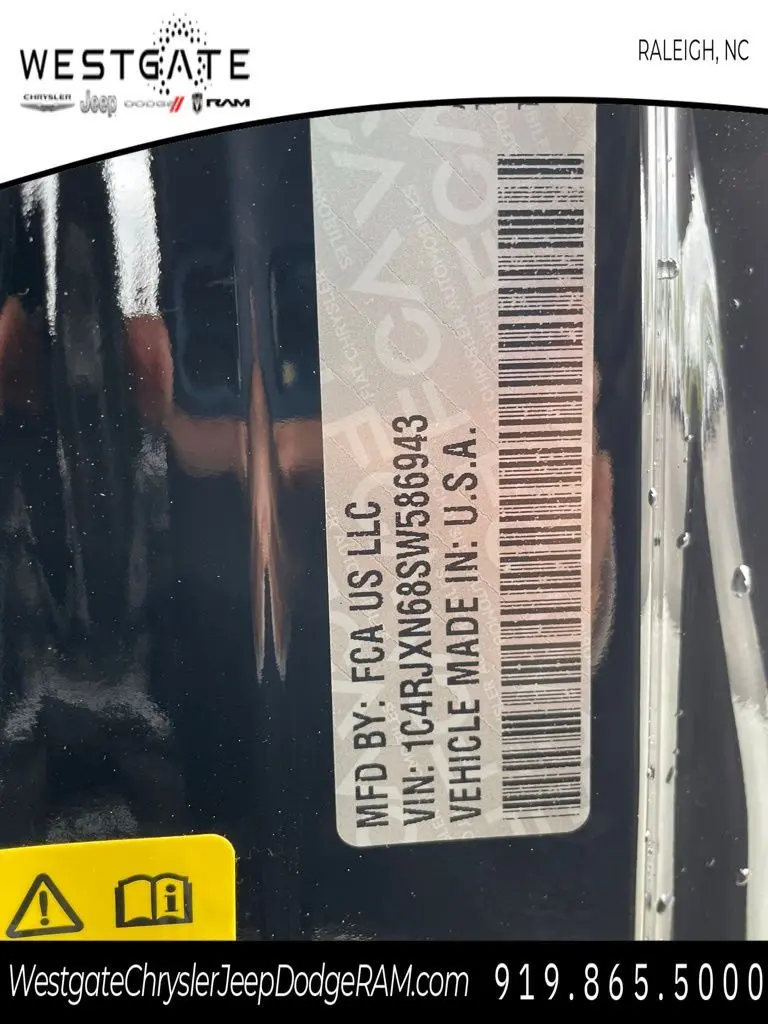 WESTGATE
CHRYSLER Jeep DODGE RAM
RALEIGH, NC
MFD BY: FCA US LLC
VIN: 1C4RJXN68SW586943
VEHICLE MADE IN: U.S.A.
WestgateChryslerJeepDodgeRAM.com 919.865.5000